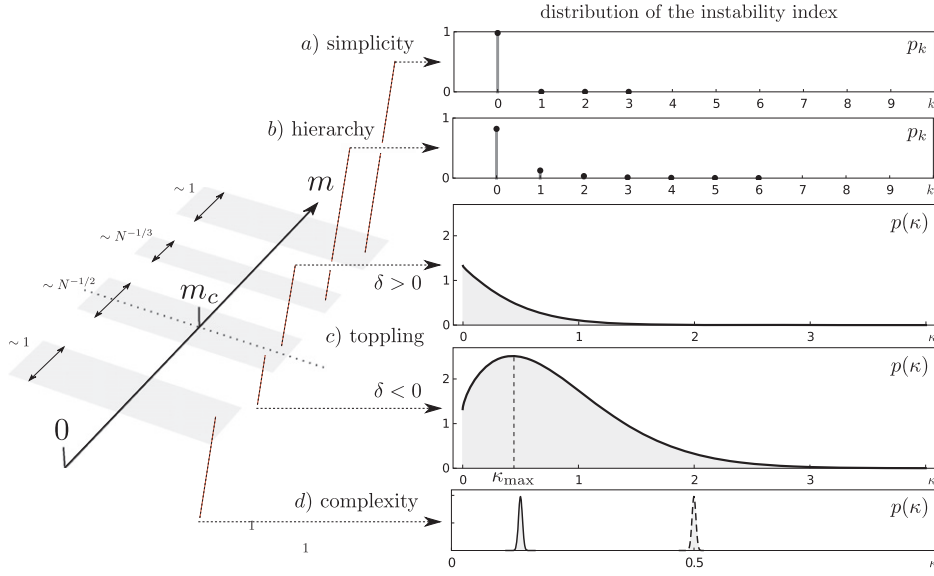 distribution of the instability index
a) simplicity
1
0
p_k
0 1 2 3 4 5 6 7 8 9 k
b) hierarchy
1
0
p_k
0 1 2 3 4 5 6 7 8 9 k
m
∼ 1
∼ N^{-1/3}
∼ N^{-1/2}
m_c
∼ 1
0
δ > 0
2
1
0
p(κ)
0 1 2 3 κ
c) toppling
δ < 0
2
1
0
p(κ)
0 κ_max 1 2 3 κ
d) complexity
p(κ)
0 0.5 κ
1
1